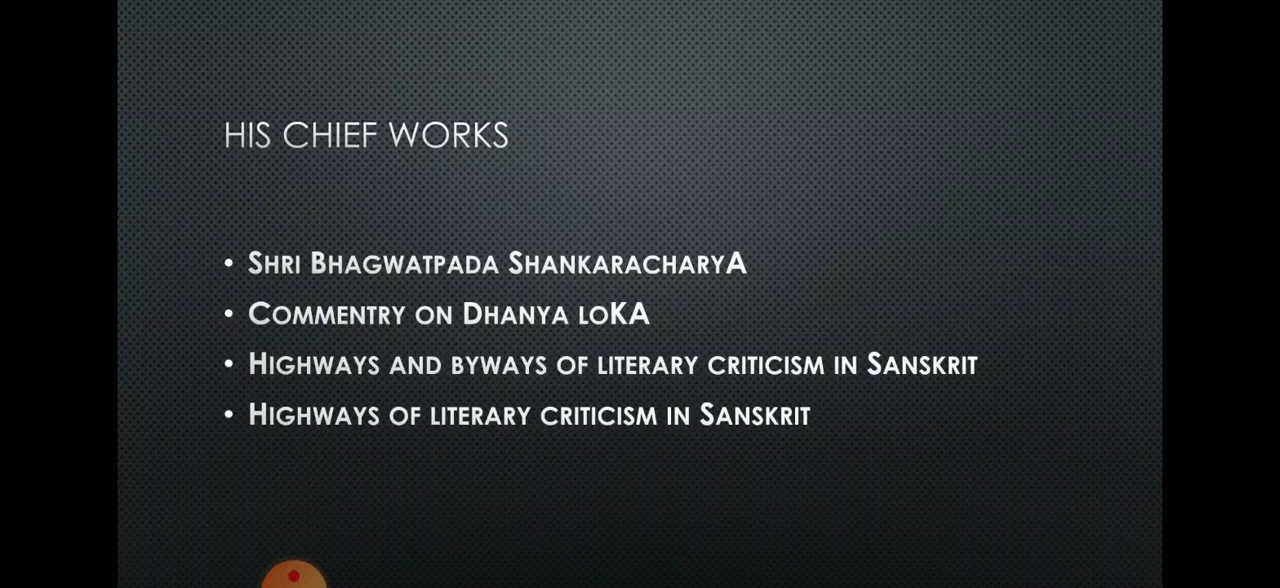 HIS CHIEF WORKS
• SHRI BHAGWATPADA SHANKARACHARYA
• COMMENTRY ON DHANYA LOKA
• HIGHWAYS AND BYWAYS OF LITERARY CRITICISM IN SANSKRIT
• HIGHWAYS OF LITERARY CRITICISM IN SANSKRIT